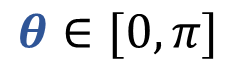 θ ∈ [0, π]